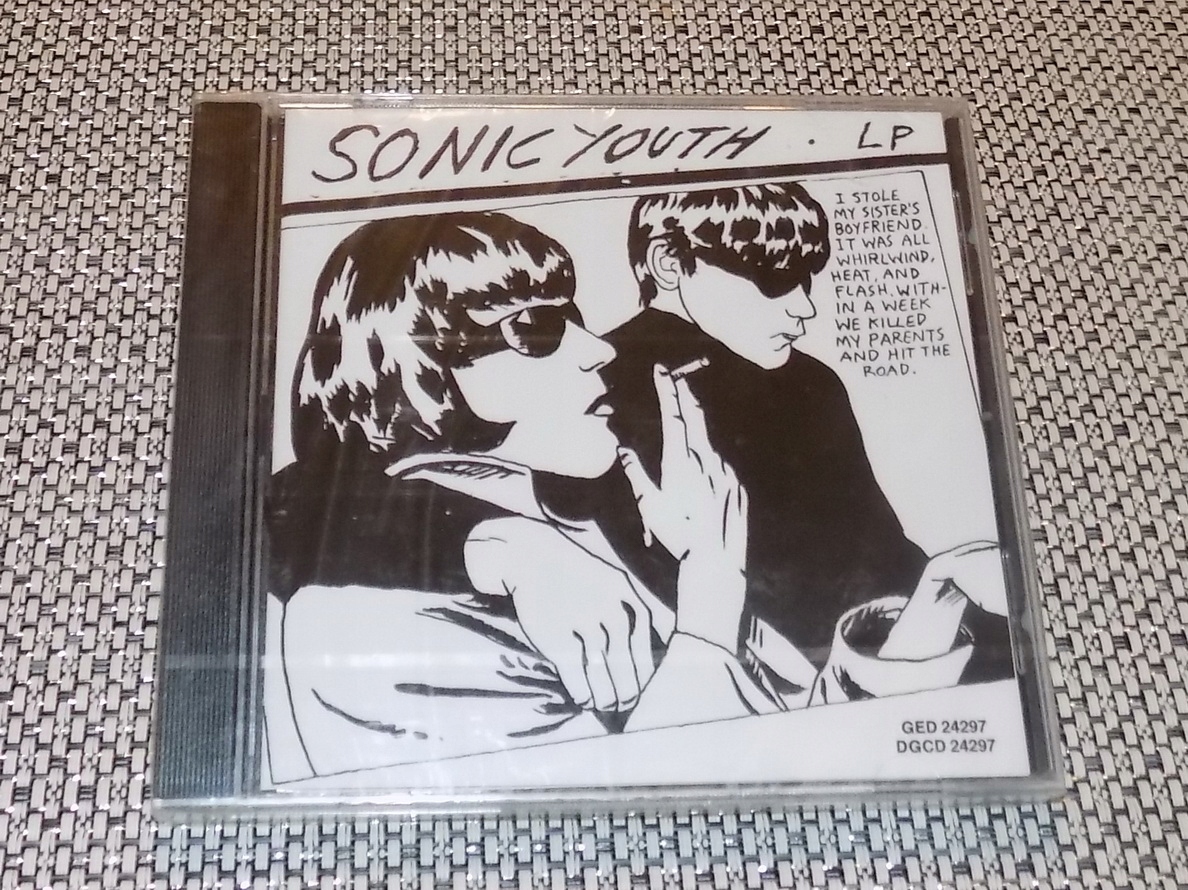 SONIC YOUTH . LP
I STOLE
MY SISTER'S
BOYFRIEND.
IT WAS ALL
WHIRLWIND,
HEAT, AND
FLASH. WITH-
IN A WEEK
WE KILLED
MY PARENTS
AND HIT THE
ROAD.
GED 24297
DGCD 24297